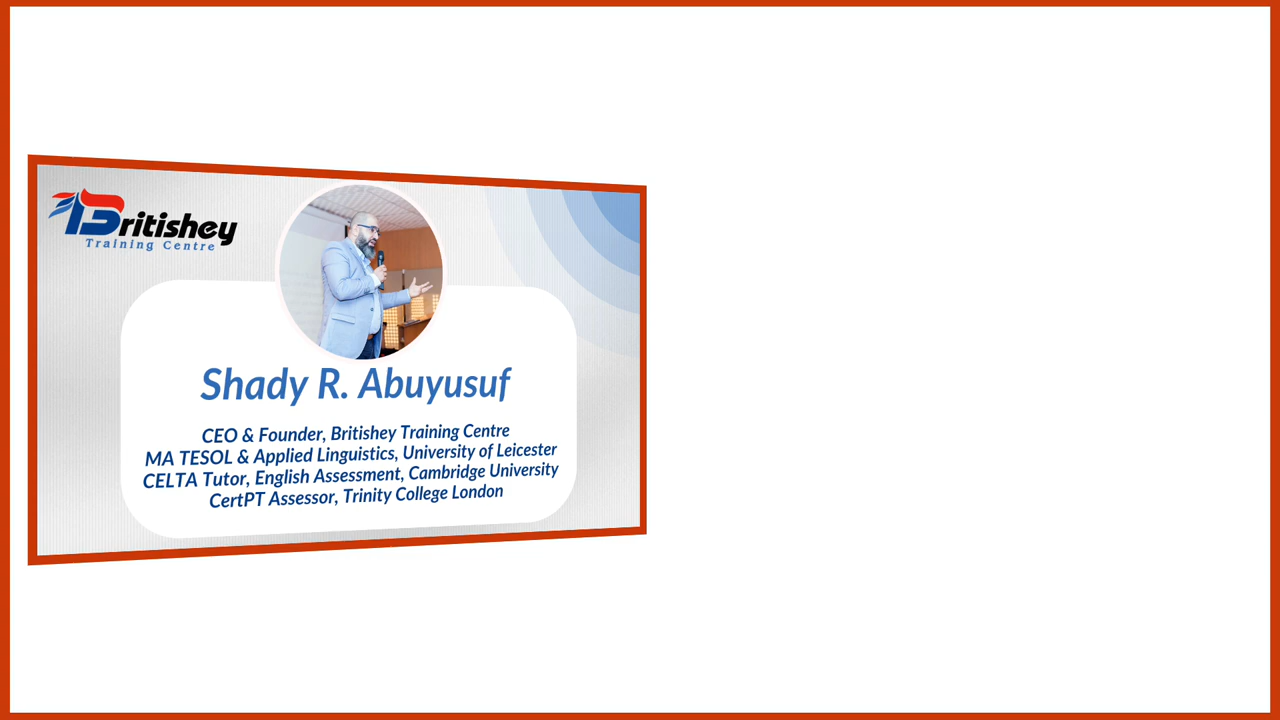 Britishey
Training Centre
Shady R. Abuyusuf
CEO & Founder, Britishey Training Centre
MA TESOL & Applied Linguistics, University of Leicester
CELTA Tutor, English Assessment, Cambridge University
CertPT Assessor, Trinity College London